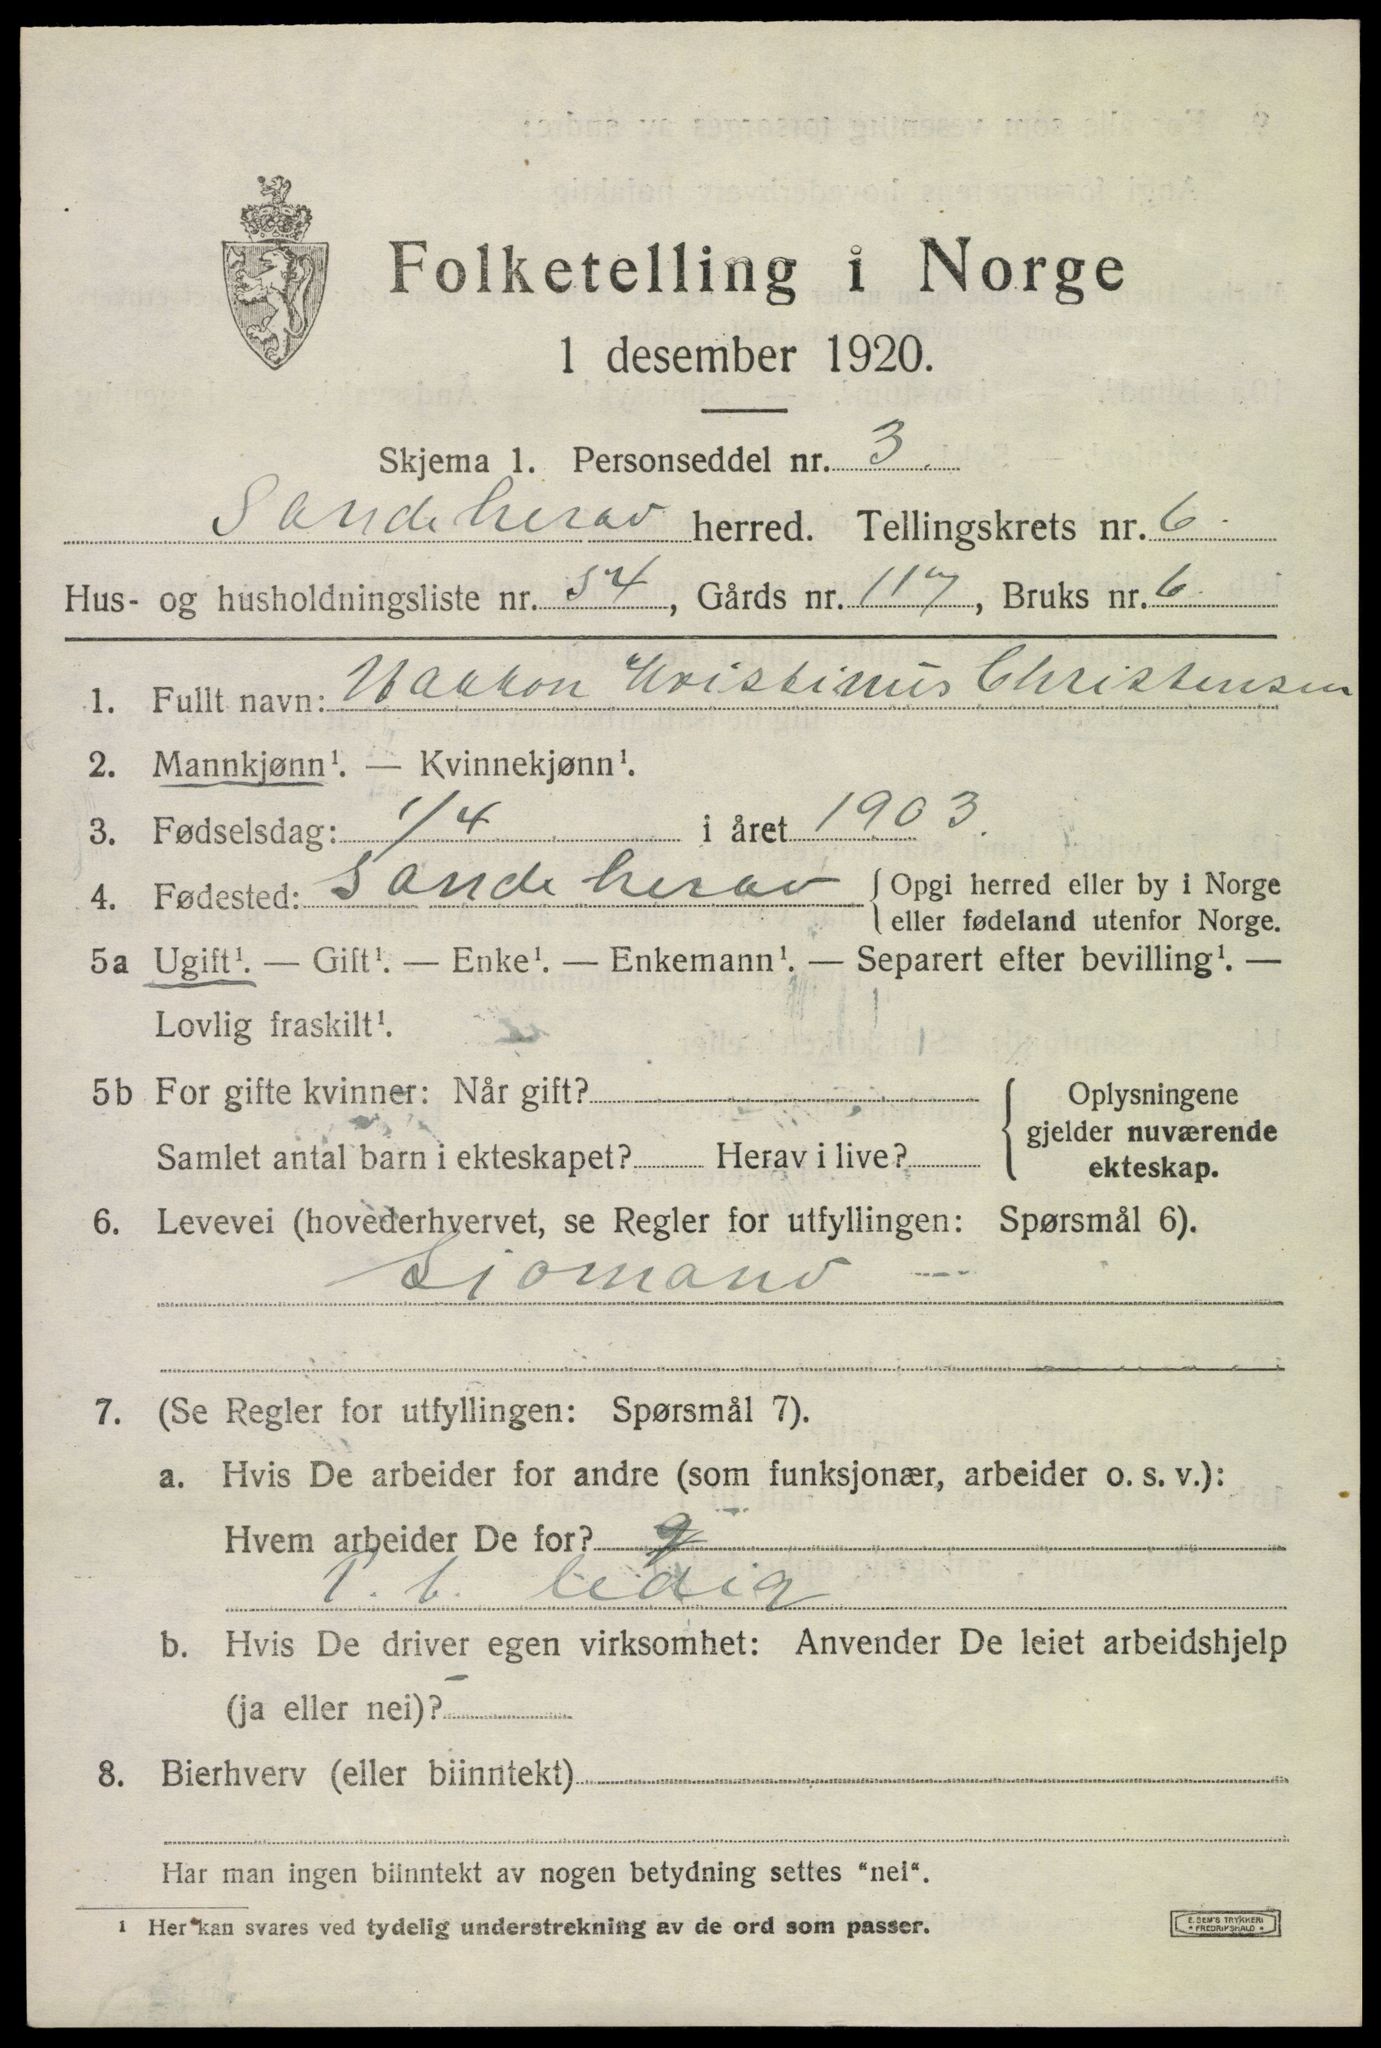 Folketelling i Norge
1 desember 1920.
Skjema 1. Personseddel nr. 3.
Sandeherad herred. Tellingskrets nr. 6.
Hus- og husholdningsliste nr. 54, Gårds nr. 117, Bruks nr. 6.
1. Fullt navn: Haakon Kristinus Christensen
2. Mannkjønn¹. — Kvinnekjønn¹.
3. Fødselsdag: 1/4 i året 1903.
4. Fødested: Sandeherad {Opgi herred eller by i Norge
eller fødeland utenfor Norge.
5a Ugift¹. — Gift¹. — Enke¹. — Enkemann¹. — Separert efter bevilling¹. —
Lovlig fraskilt¹.
5b For gifte kvinner: Når gift?
Samlet antal barn i ekteskapet? Herav i live?
Oplysningene
gjelder nuværende
ekteskap.
6. Levevei (hovederhvervet, se Regler for utfyllingen: Spørsmål 6).
Sjomand
7. (Se Regler for utfyllingen: Spørsmål 7).
a. Hvis De arbeider for andre (som funksjonær, arbeider o. s. v.):
Hvem arbeider De for?
P. t. ledig
b. Hvis De driver egen virksomhet: Anvender De leiet arbeidshjelp
(ja eller nei)? –
8. Bierhverv (eller biinntekt)
Har man ingen biinntekt av nogen betydning settes "nei".
¹ Her kan svares ved tydelig understrekning av de ord som passer.
E. SEM'S TRYKKERI
* FREDRIKSHALD *